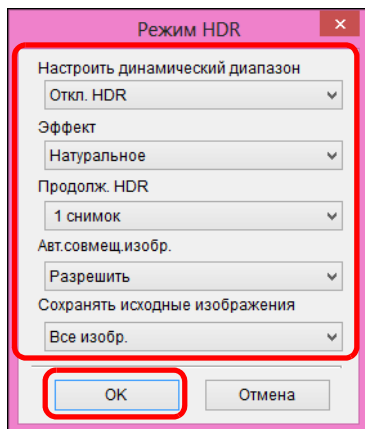 Режим HDR
Настроить динамический диапазон
Откл. HDR
Эффект
Натуральное
Продолж. HDR
1 снимок
Авт.совмещ.изобр.
Разрешить
Сохранять исходные изображения
Все изобр.
OK
Отмена